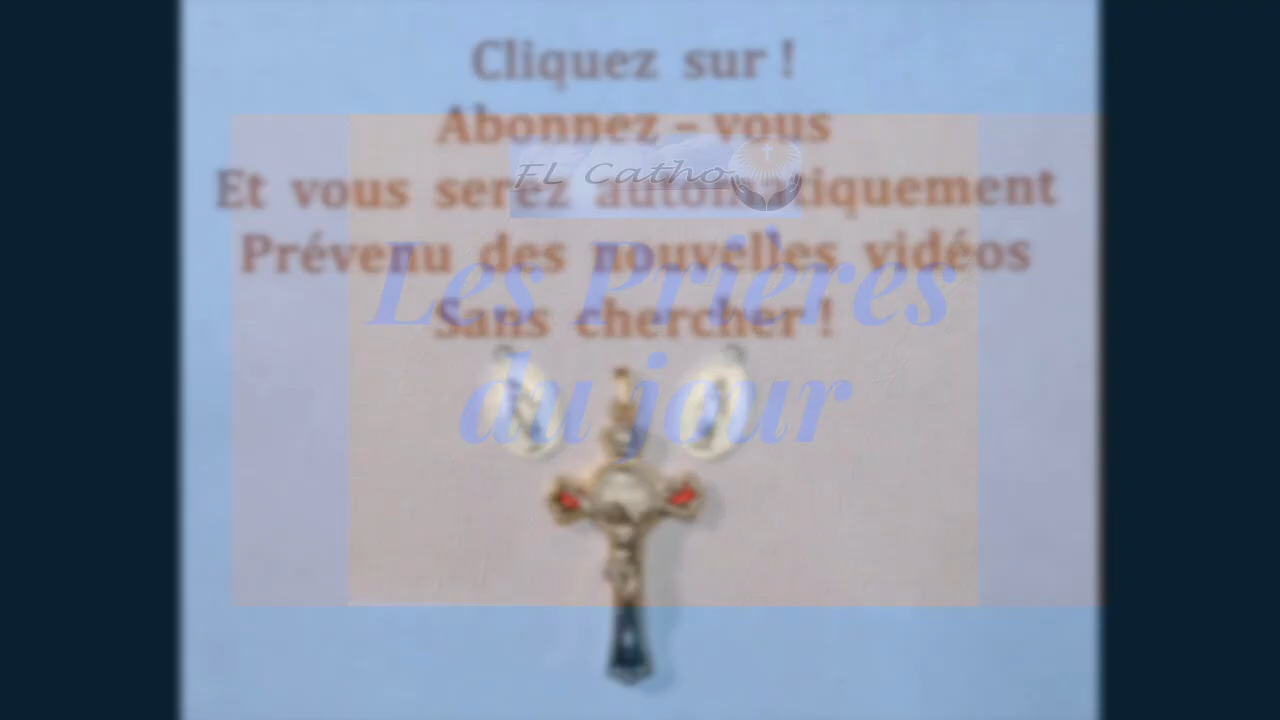 Cliquez sur !
Abonnez – vous
FL Catho
Et vous serez automatiquement
Prévenu des nouvelles vidéos
Les Prières
Sans chercher !
du jour